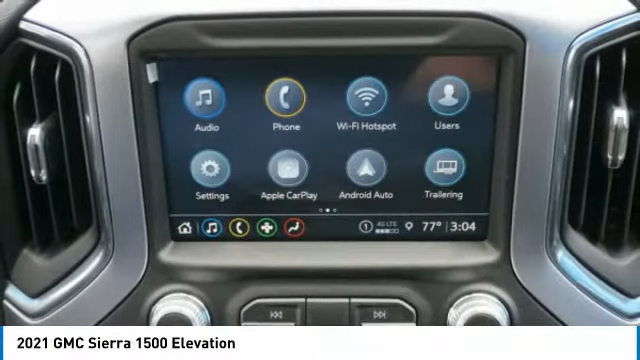 Audio Phone Wi-Fi Hotspot Users
Settings Apple CarPlay Android Auto Trailering
1 4G LTE 77° 3:04
2021 GMC Sierra 1500 Elevation